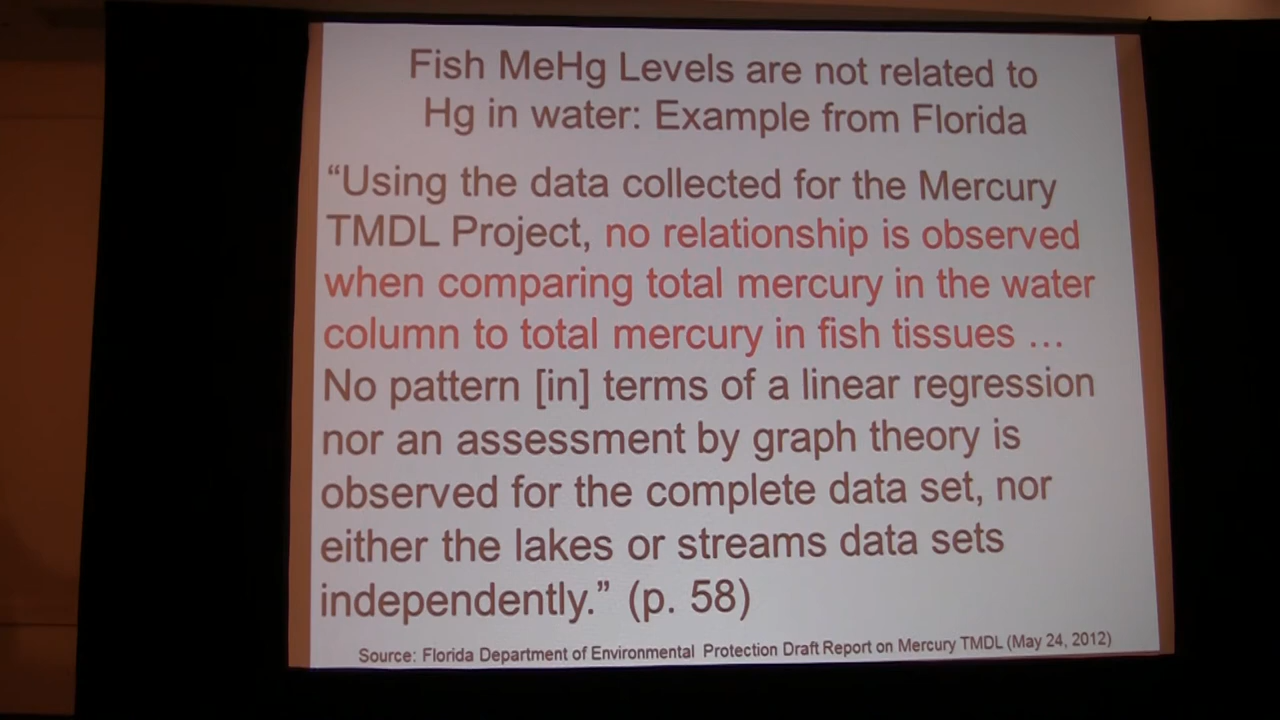 Fish MeHg Levels are not related to
Hg in water: Example from Florida
“Using the data collected for the Mercury
TMDL Project, no relationship is observed
when comparing total mercury in the water
column to total mercury in fish tissues …
No pattern [in] terms of a linear regression
nor an assessment by graph theory is
observed for the complete data set, nor
either the lakes or streams data sets
independently.” (p. 58)
Source: Florida Department of Environmental Protection Draft Report on Mercury TMDL (May 24, 2012)